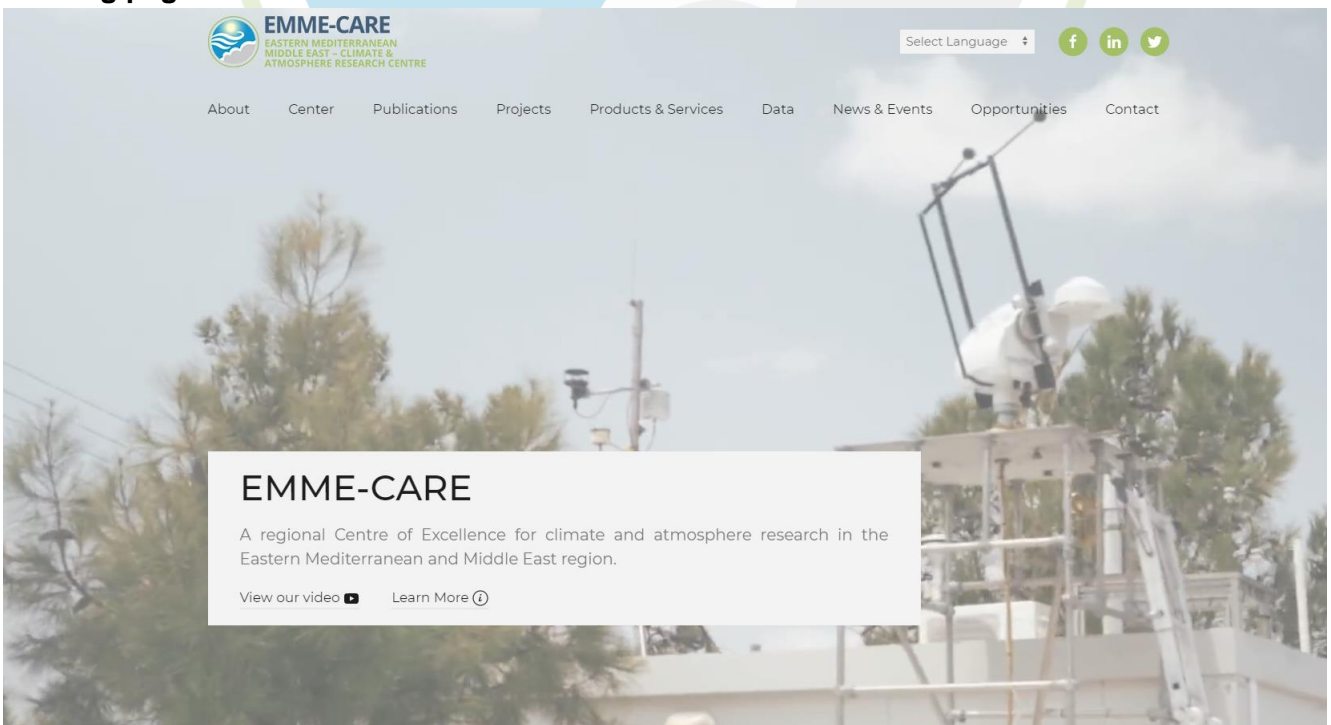 EMME-CARE
EASTERN MEDITERRANEAN
MIDDLE EAST – CLIMATE &
ATMOSPHERE RESEARCH CENTRE
Select Language
f in
About Center Publications Projects Products & Services Data News & Events Opportunities Contact
EMME-CARE
A regional Centre of Excellence for climate and atmosphere research in the
Eastern Mediterranean and Middle East region.
View our video Learn More i